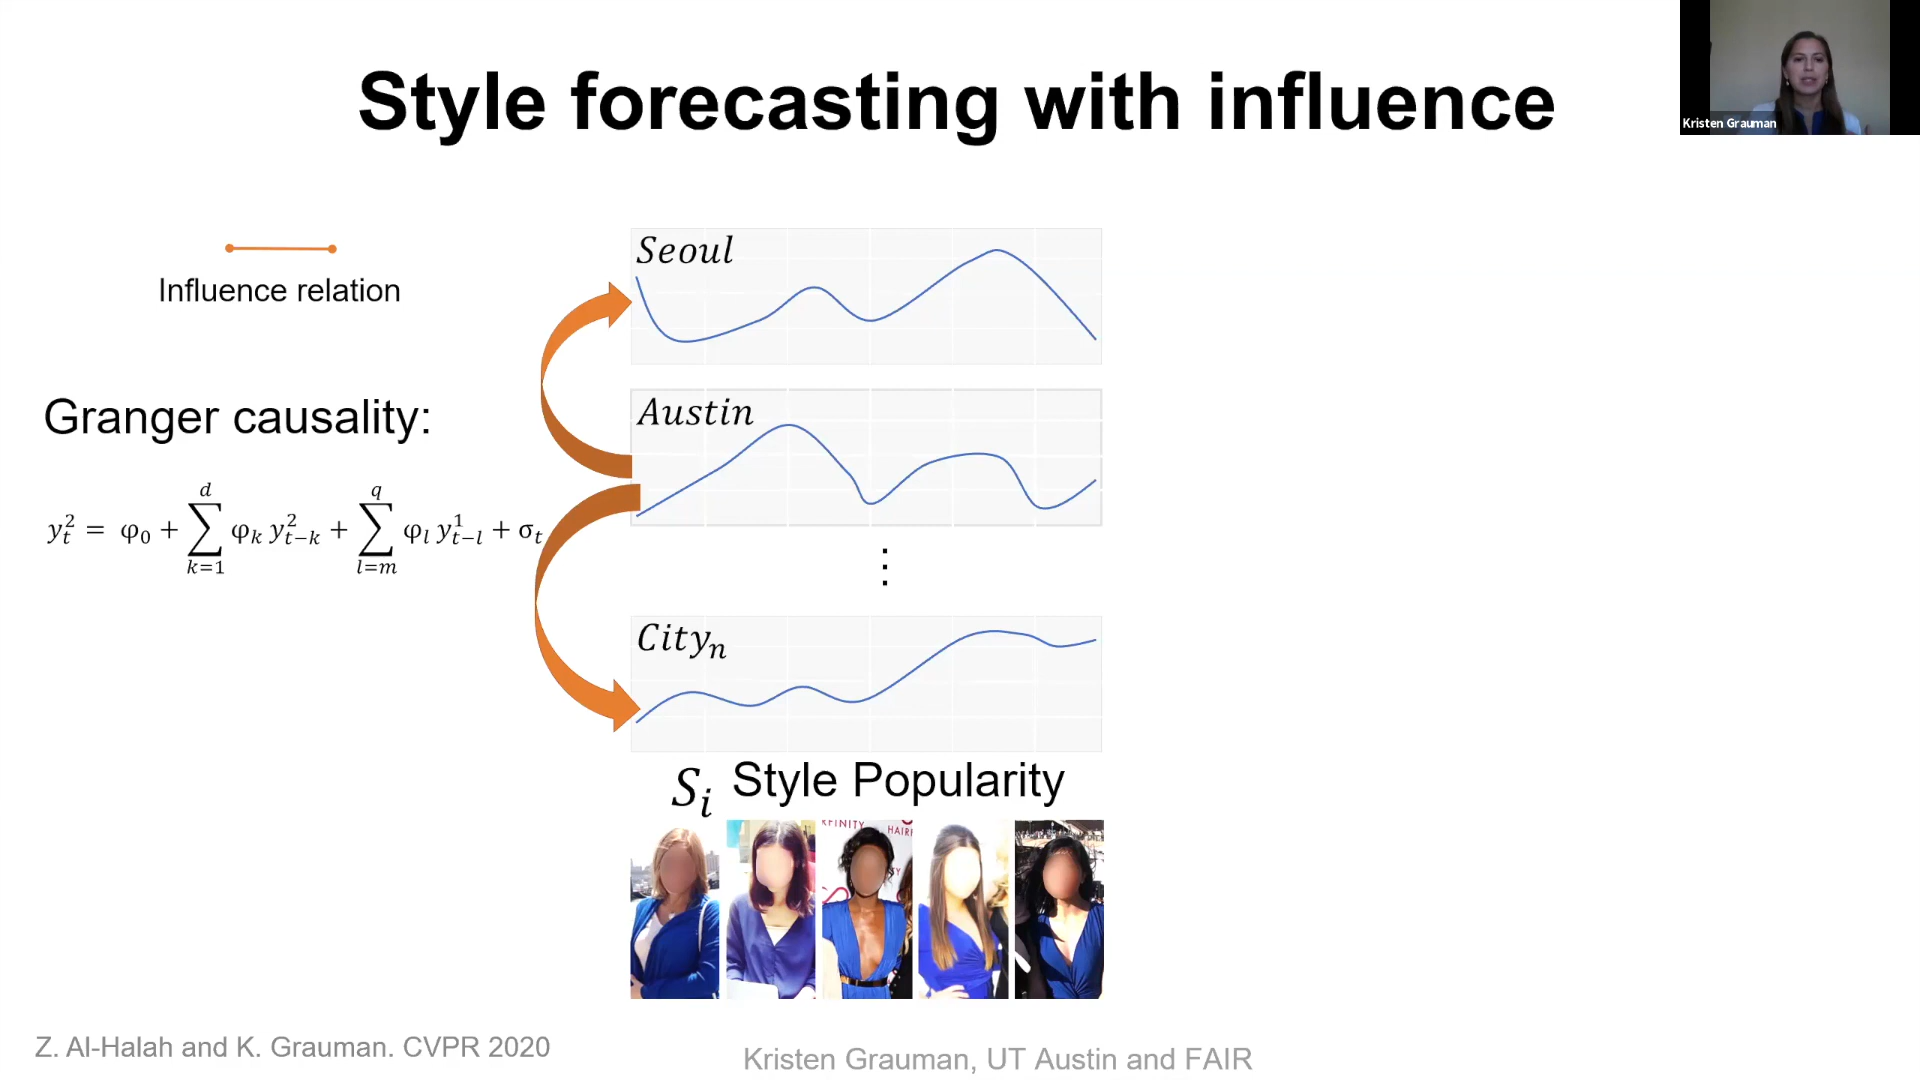 Style forecasting with influence
Kristen Grauman
Influence relation
Granger causality:
y_t^2 = φ_0 + ∑_{k=1}^{d} φ_k y_{t−k}^2 + ∑_{l=m}^{q} φ_l y_{t−l}^1 + σ_t
Seoul
Austin
⋮
City_n
S_i Style Popularity
RFINITY
HAIRF
Z. Al-Halah and K. Grauman. CVPR 2020
Kristen Grauman, UT Austin and FAIR